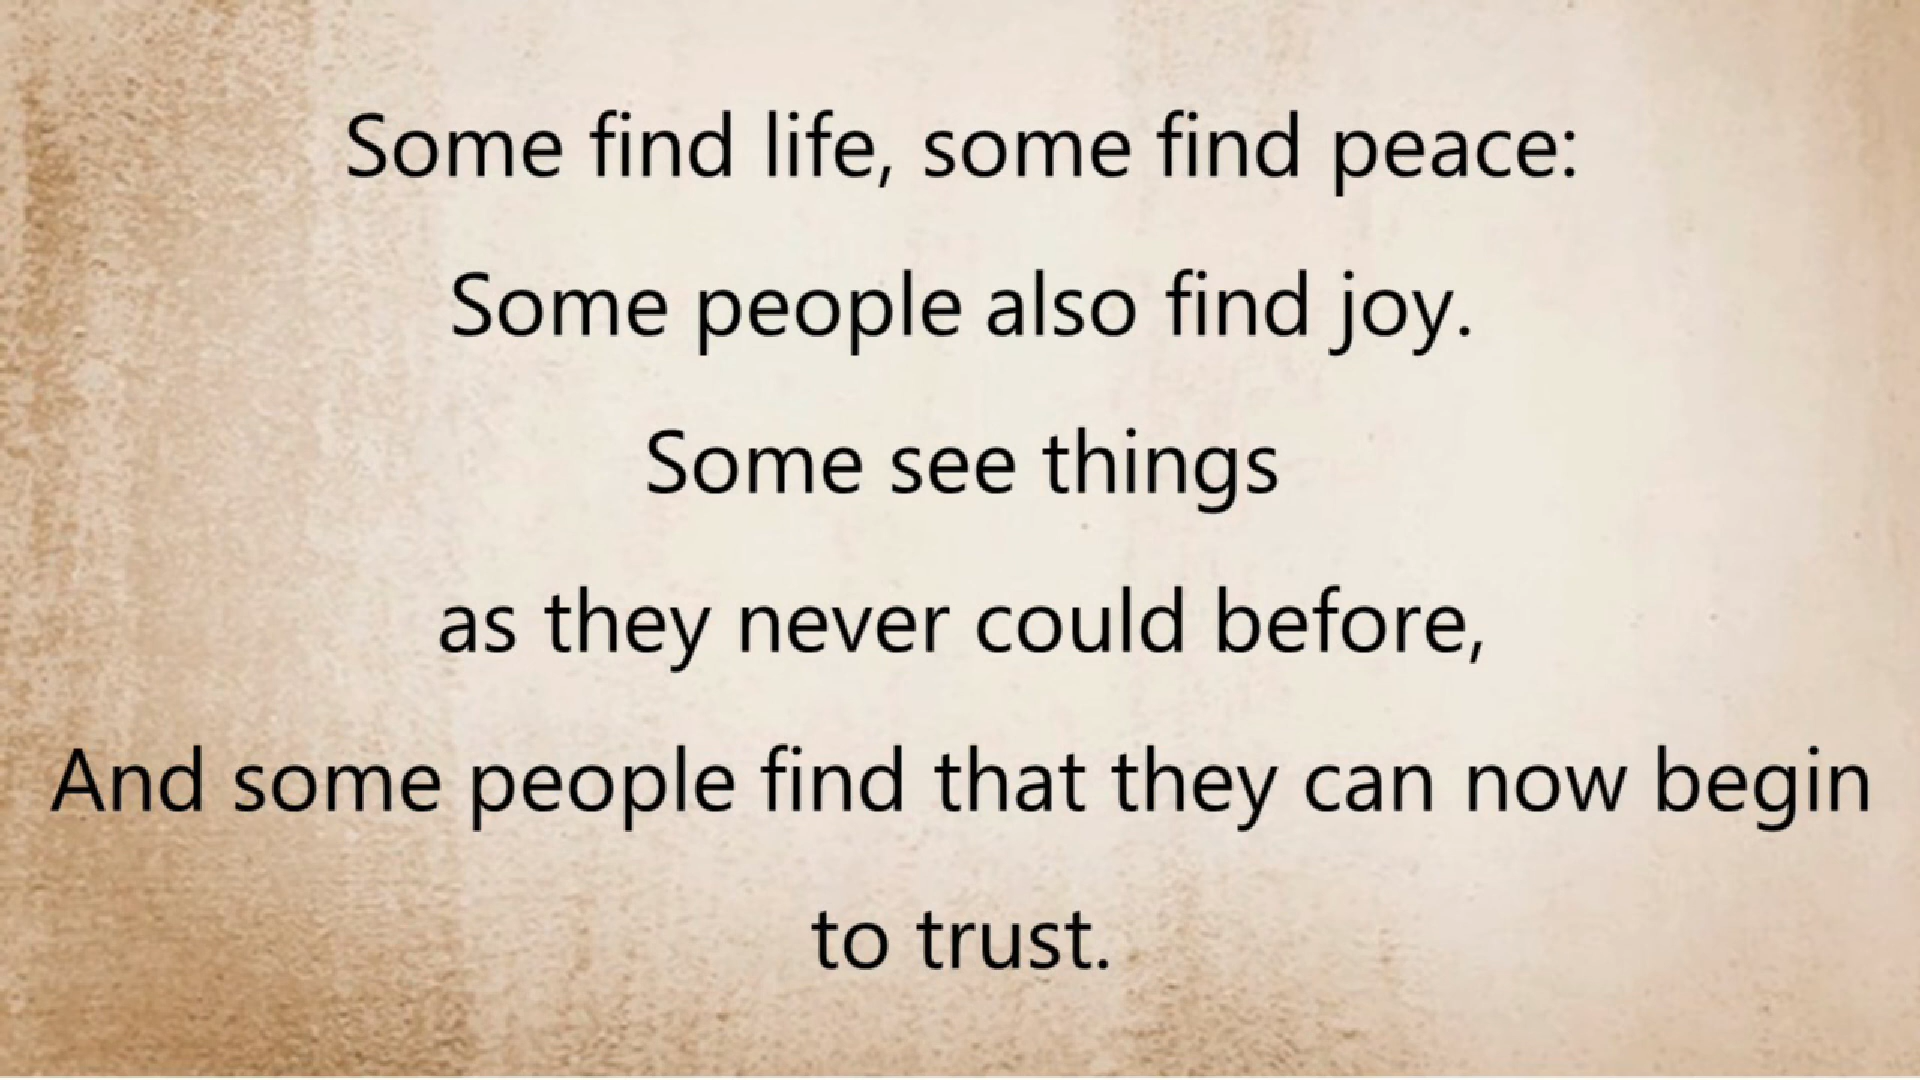 Some find life, some find peace:
Some people also find joy.
Some see things
as they never could before,
And some people find that they can now begin
to trust.